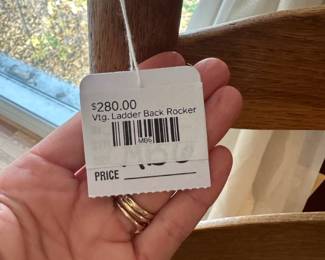 $280.00
Vtg. Ladder Back Rocker
PRICE